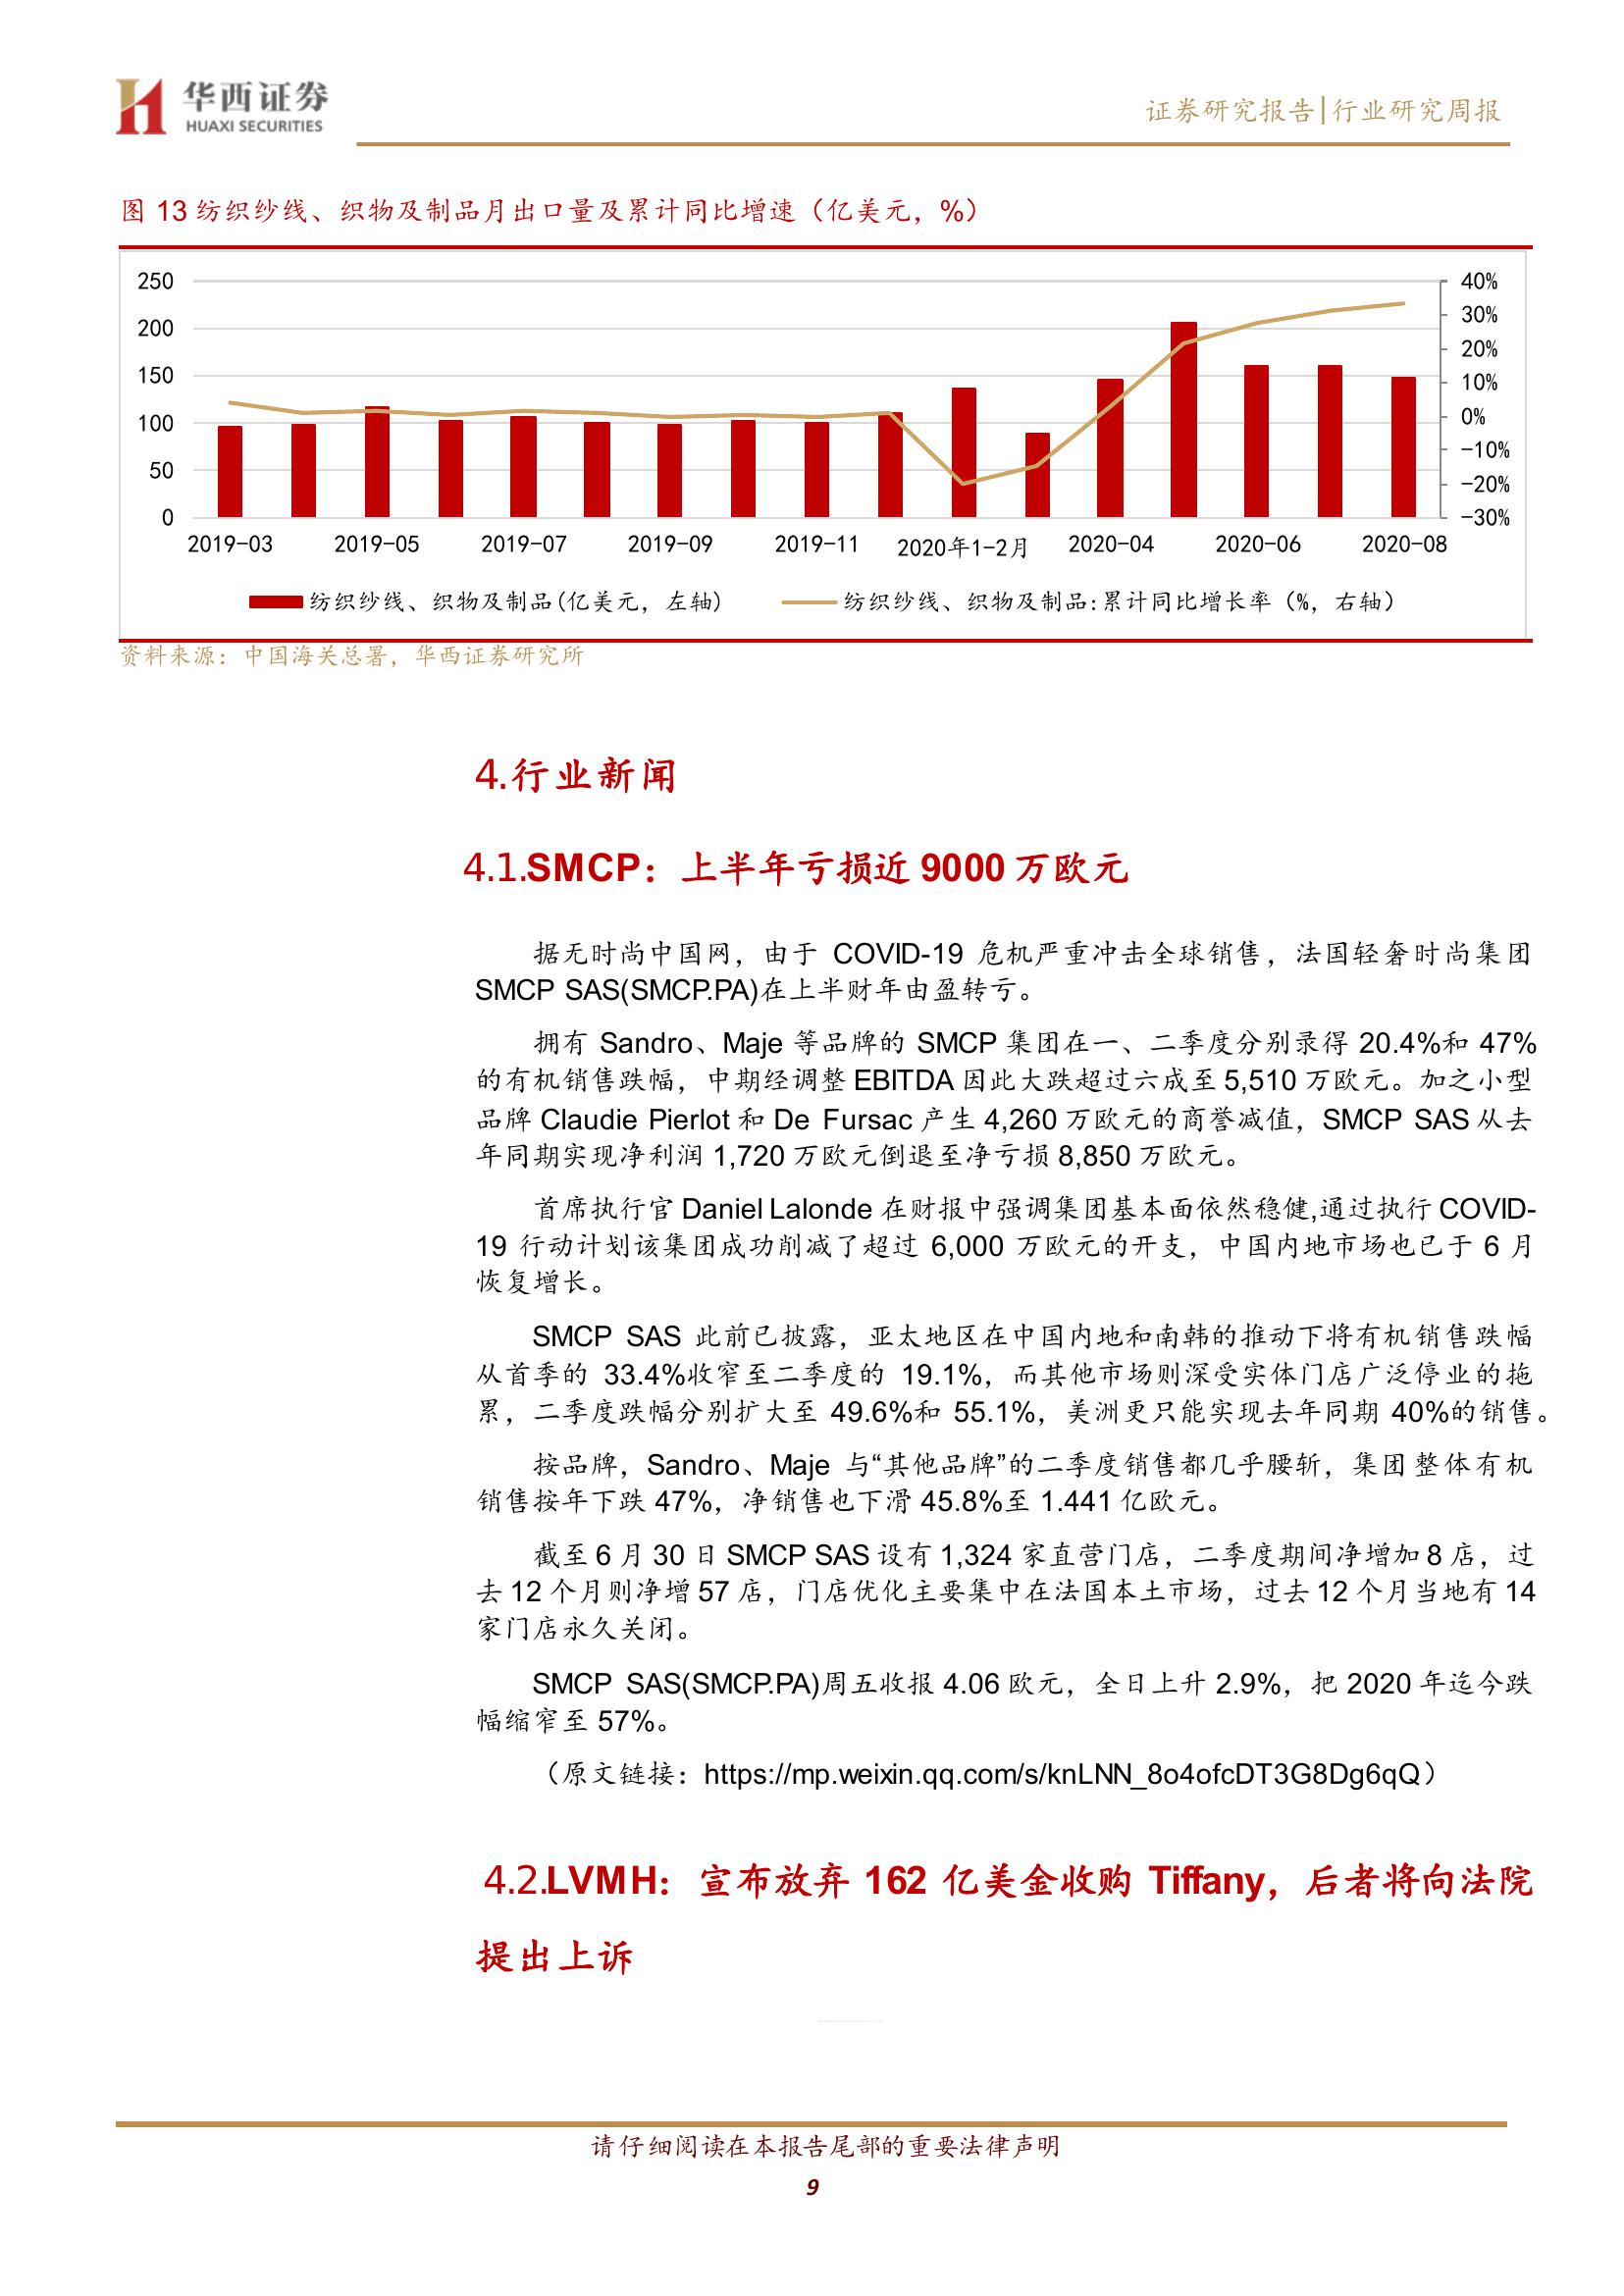 华西证券
HUAXI SECURITIES
证券研究报告|行业研究周报
图 13 纺织纱线、织物及制品月出口量及累计同比增速（亿美元，%）
250
200
150
100
50
0
40%
30%
20%
10%
0%
-10%
-20%
-30%
2019-03 2019-05 2019-07 2019-09 2019-11 2020年1-2月 2020-04 2020-06 2020-08
纺织纱线、织物及制品(亿美元，左轴) 纺织纱线、织物及制品:累计同比增长率（%，右轴）
资料来源：中国海关总署，华西证券研究所
4.行业新闻
4.1.SMCP：上半年亏损近 9000 万欧元
据无时尚中国网，由于 COVID-19 危机严重冲击全球销售，法国轻奢时尚集团
SMCP SAS(SMCP.PA)在上半财年由盈转亏。
拥有 Sandro、Maje 等品牌的 SMCP 集团在一、二季度分别录得 20.4%和 47%
的有机销售跌幅，中期经调整 EBITDA 因此大跌超过六成至 5,510 万欧元。加之小型
品牌 Claudie Pierlot 和 De Fursac 产生 4,260 万欧元的商誉减值，SMCP SAS 从去
年同期实现净利润 1,720 万欧元倒退至净亏损 8,850 万欧元。
首席执行官 Daniel Lalonde 在财报中强调集团基本面依然稳健,通过执行 COVID-
19 行动计划该集团成功削减了超过 6,000 万欧元的开支，中国内地市场也已于 6 月
恢复增长。
SMCP SAS 此前已披露，亚太地区在中国内地和南韩的推动下将有机销售跌幅
从首季的 33.4%收窄至二季度的 19.1%，而其他市场则深受实体门店广泛停业的拖
累，二季度跌幅分别扩大至 49.6%和 55.1%，美洲更只能实现去年同期 40%的销售。
按品牌，Sandro、Maje 与“其他品牌”的二季度销售都几乎腰斩，集团整体有机
销售按年下跌 47%，净销售也下滑 45.8%至 1.441 亿欧元。
截至 6 月 30 日 SMCP SAS 设有 1,324 家直营门店，二季度期间净增加 8 店，过
去 12 个月则净增 57 店，门店优化主要集中在法国本土市场，过去 12 个月当地有 14
家门店永久关闭。
SMCP SAS(SMCP.PA)周五收报 4.06 欧元，全日上升 2.9%，把 2020 年迄今跌
幅缩窄至 57%。
（原文链接：https://mp.weixin.qq.com/s/knLNN_8o4ofcDT3G8Dg6qQ）
4.2.LVMH：宣布放弃 162 亿美金收购 Tiffany，后者将向法院
提出上诉
请仔细阅读在本报告尾部的重要法律声明
9